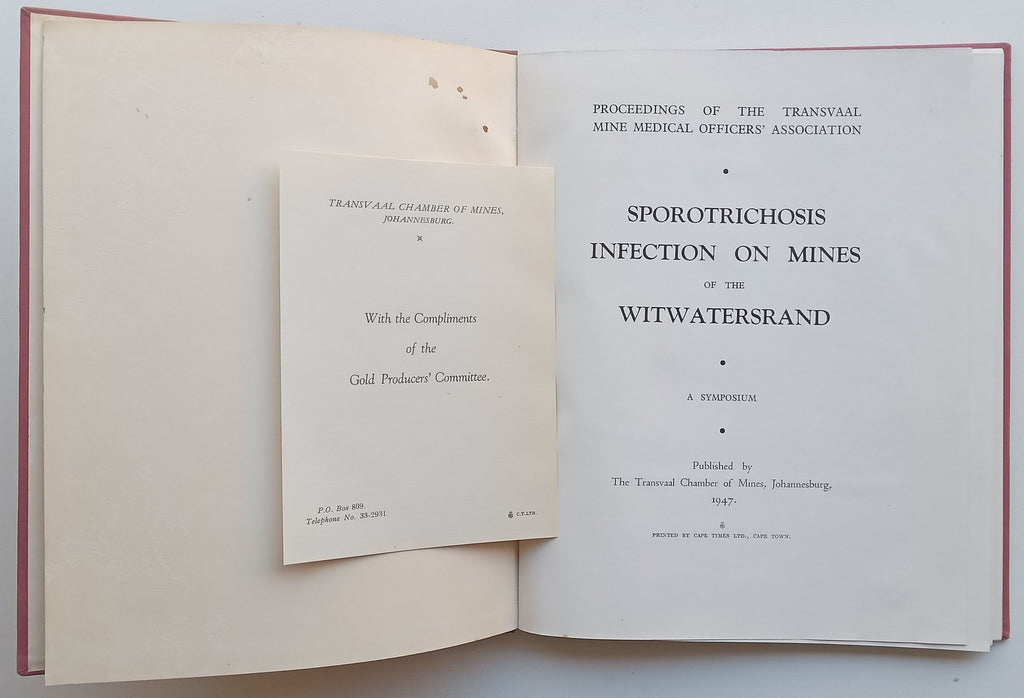 TRANSVAAL CHAMBER OF MINES,
JOHANNESBURG.
With the Compliments
of the
Gold Producers' Committee.
P.O. Box 809.
Telephone No. 33-2931
C.T.LTD.
PROCEEDINGS OF THE TRANSVAAL
MINE MEDICAL OFFICERS' ASSOCIATION
SPOROTRICHOSIS
INFECTION ON MINES
OF THE
WITWATERSRAND
A SYMPOSIUM
Published by
The Transvaal Chamber of Mines, Johannesburg,
1947.
PRINTED BY CAPE TIMES LTD., CAPE TOWN.